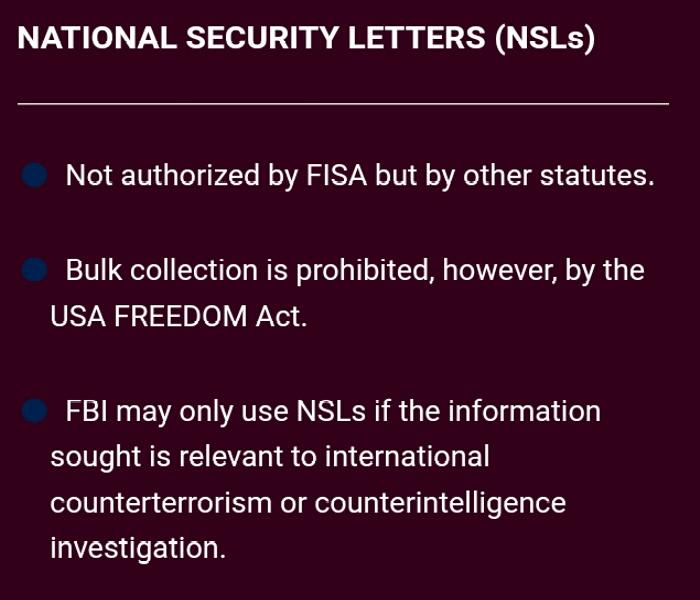 NATIONAL SECURITY LETTERS (NSLs)
Not authorized by FISA but by other statutes.
Bulk collection is prohibited, however, by the
USA FREEDOM Act.
FBI may only use NSLs if the information
sought is relevant to international
counterterrorism or counterintelligence
investigation.